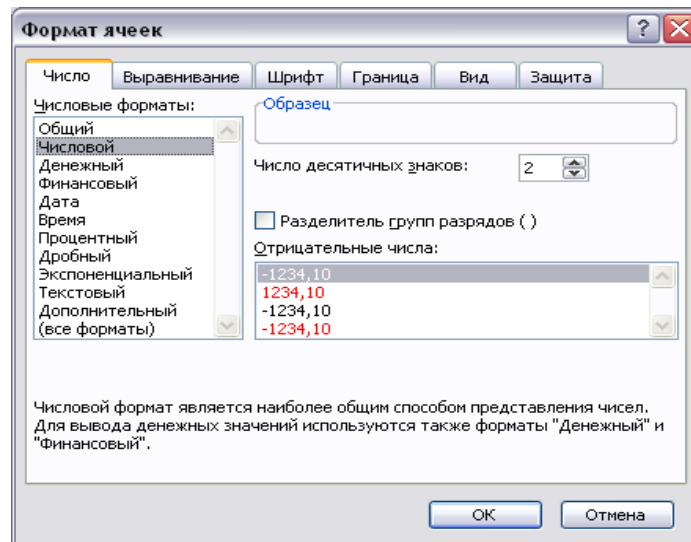 Формат ячеек
Число
Выравнивание
Шрифт
Граница
Вид
Защита
Числовые форматы:
Общий
Числовой
Денежный
Финансовый
Дата
Время
Процентный
Дробный
Экспоненциальный
Текстовый
Дополнительный
(все форматы)
Образец
Число десятичных знаков:
2
Разделитель групп разрядов ( )
Отрицательные числа:
-1234,10
1234,10
-1234,10
-1234,10
Числовой формат является наиболее общим способом представления чисел.
Для вывода денежных значений используются также форматы "Денежный" и
"Финансовый".
ОК
Отмена